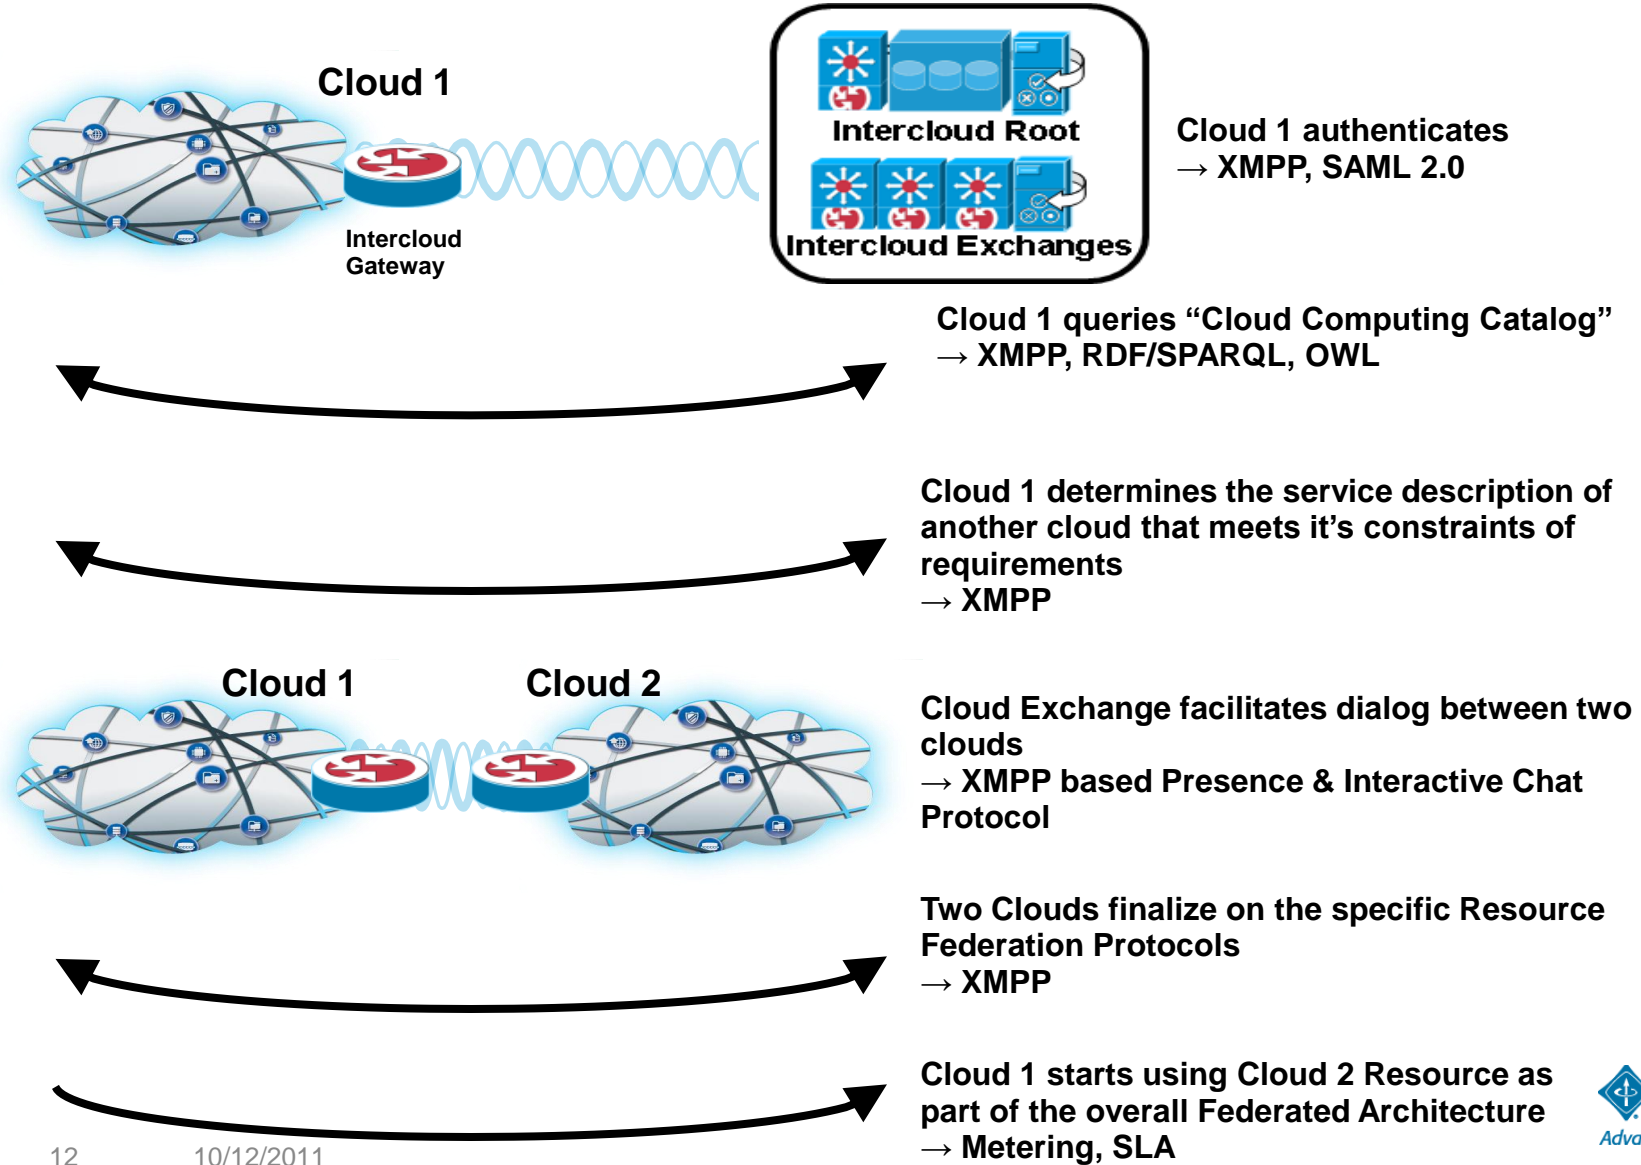 Cloud 1
Intercloud
Gateway
Intercloud Root
Intercloud Exchanges
Cloud 1 authenticates
→ XMPP, SAML 2.0
Cloud 1 queries “Cloud Computing Catalog”
→ XMPP, RDF/SPARQL, OWL
Cloud 1 determines the service description of
another cloud that meets it’s constraints of
requirements
→ XMPP
Cloud 1
Cloud 2
Cloud Exchange facilitates dialog between two
clouds
→ XMPP based Presence & Interactive Chat
Protocol
Two Clouds finalize on the specific Resource
Federation Protocols
→ XMPP
Cloud 1 starts using Cloud 2 Resource as
part of the overall Federated Architecture
→ Metering, SLA
Adva
12
10/12/2011